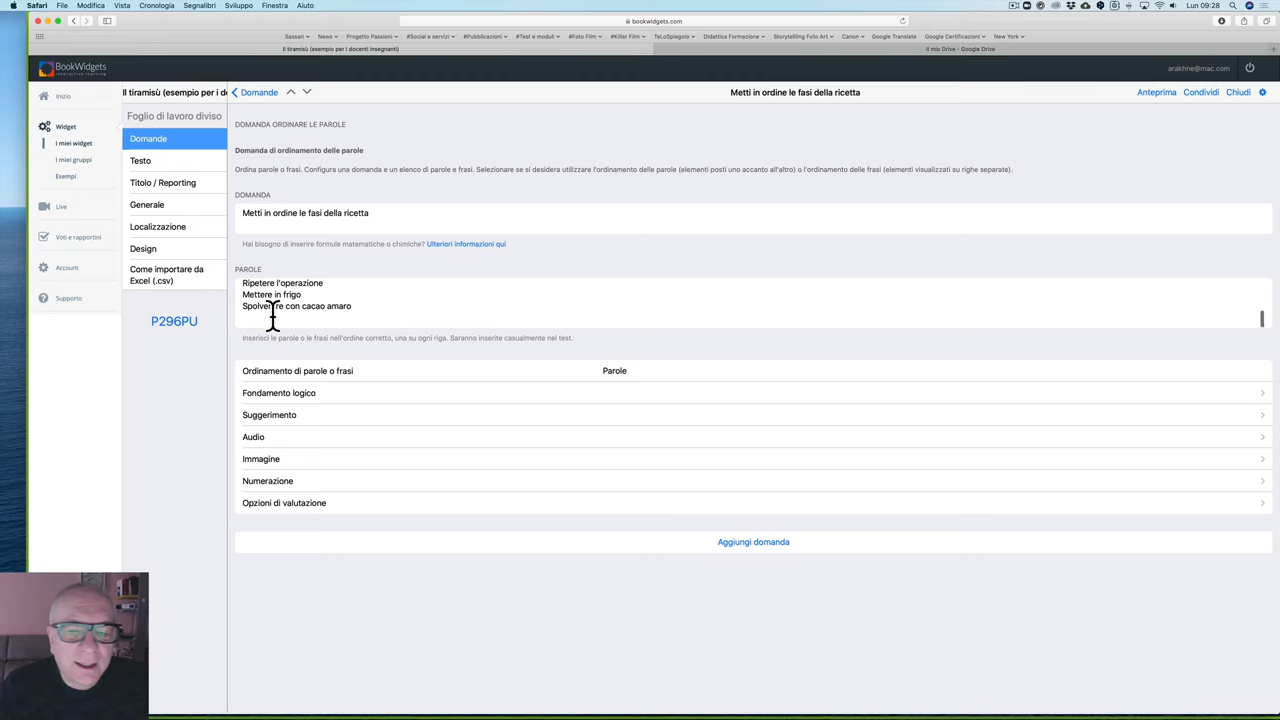 Safari File Modifica Vista Cronologia Segnalibri Sviluppo Finestra Aiuto Lun 09:28
bookwidgets.com
Sassari News Progetto Passioni #Social e servizi #Pubblicazioni #Test e moduli #Foto Film #Killer Film TeLoSpiegolo Didattica Formazione Storytellling Foto Art Canon Google Translate Google Certificazioni New York
Il tiramisù (esempio per i docenti insegnanti) Il mio Drive - Google Drive
BookWidgets
interactive learning
arakhne@mac.com
Inizio
Widget
I miei widget
I miei gruppi
Esempi
Live
Voti e rapportini
Account
Supporto
Il tiramisù (esempio per i do
Foglio di lavoro diviso
Domande
Testo
Titolo / Reporting
Generale
Localizzazione
Design
Come importare da
Excel (.csv)
P296PU
Domande Metti in ordine le fasi della ricetta Anteprima Condividi Chiudi
DOMANDA ORDINARE LE PAROLE
Domanda di ordinamento delle parole
Ordina parole o frasi. Configura una domanda e un elenco di parole e frasi. Selezionare se si desidera utilizzare l'ordinamento delle parole (elementi posti uno accanto all'altro) o l'ordinamento delle frasi (elementi visualizzati su righe separate).
DOMANDA
Metti in ordine le fasi della ricetta
Hai bisogno di inserire formule matematiche o chimiche? Ulteriori informazioni qui
PAROLE
Ripetere l'operazione
Mettere in frigo
Spolverare con cacao amaro
Inserisci le parole o le frasi nell'ordine corretto, una su ogni riga. Saranno inserite casualmente nel test.
Ordinamento di parole o frasi Parole
Fondamento logico
Suggerimento
Audio
Immagine
Numerazione
Opzioni di valutazione
Aggiungi domanda